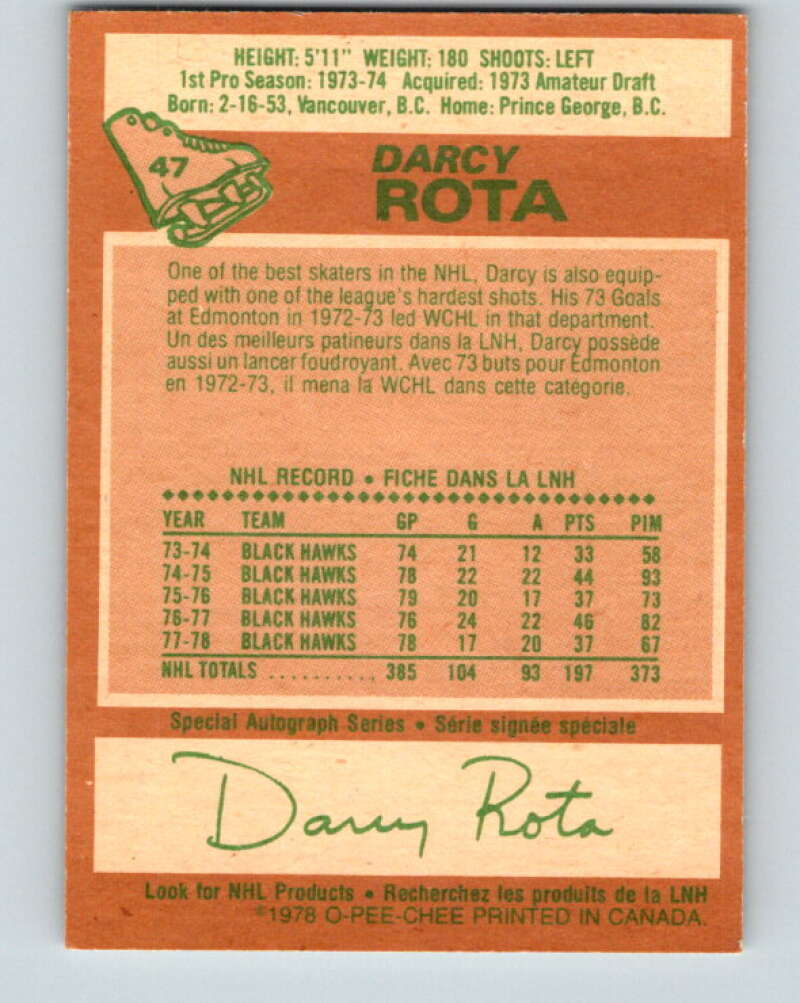 HEIGHT: 5'11" WEIGHT: 180 SHOOTS: LEFT
1st Pro Season: 1973-74 Acquired: 1973 Amateur Draft
Born: 2-16-53, Vancouver, B.C. Home: Prince George, B.C.
47
DARCY
ROTA
One of the best skaters in the NHL, Darcy is also equip-
ped with one of the league's hardest shots. His 73 Goals
at Edmonton in 1972-73 led WCHL in that department.
Un des meilleurs patineurs dans la LNH, Darcy possède
aussi un lancer foudroyant. Avec 73 buts pour Edmonton
en 1972-73, il mena la WCHL dans cette catégorie.
NHL RECORD • FICHE DANS LA LNH
YEAR TEAM GP G A PTS PIM
73-74 BLACK HAWKS 74 21 12 33 58
74-75 BLACK HAWKS 78 22 22 44 93
75-76 BLACK HAWKS 79 20 17 37 73
76-77 BLACK HAWKS 76 24 22 46 82
77-78 BLACK HAWKS 78 17 20 37 67
NHL TOTALS .......... 385 104 93 197 373
Special Autograph Series • Série signée spéciale
Darcy Rota
Look for NHL Products • Recherchez les produits de la LNH
©1978 O-PEE-CHEE PRINTED IN CANADA.